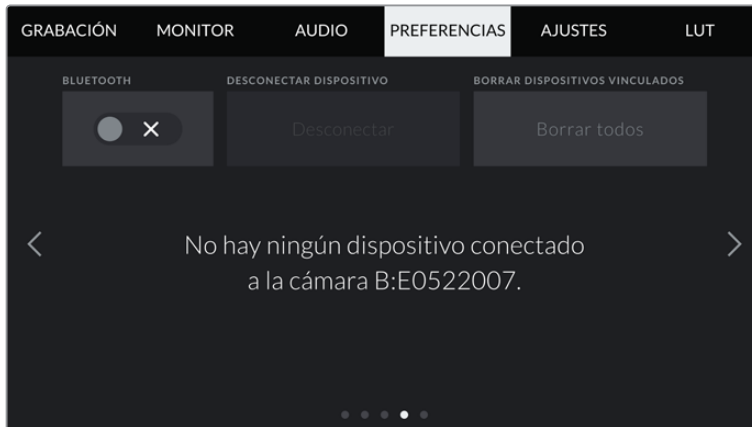 GRABACIÓN MONITOR AUDIO PREFERENCIAS AJUSTES LUT
BLUETOOTH DESCONECTAR DISPOSITIVO BORRAR DISPOSITIVOS VINCULADOS
Desconectar Borrar todos
No hay ningún dispositivo conectado
a la cámara B:E0522007.